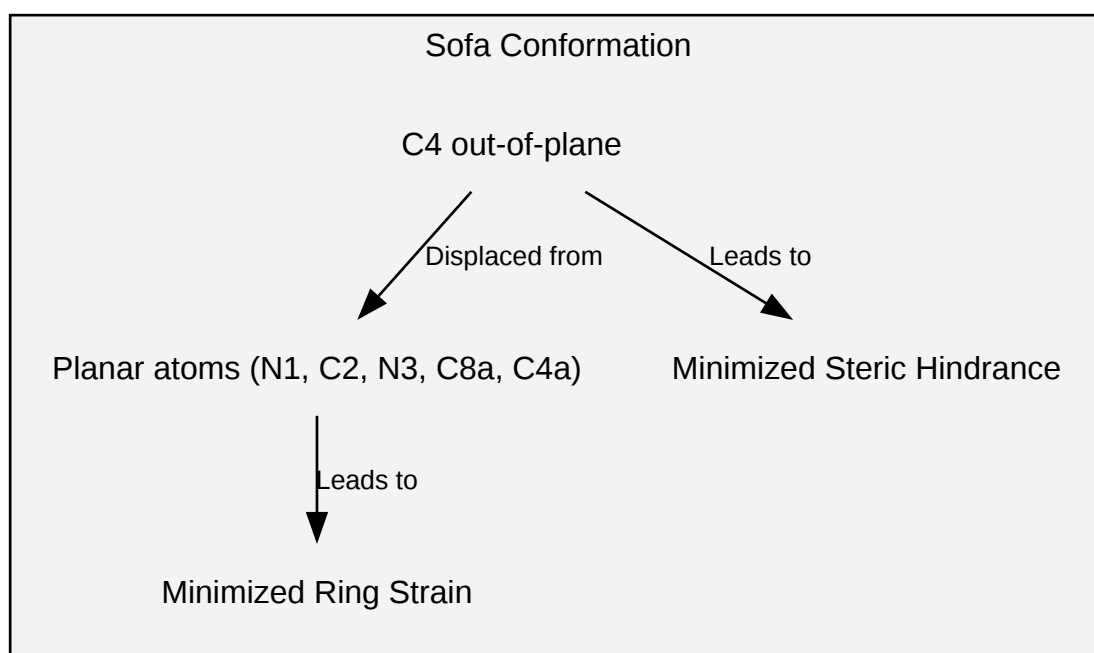 Sofa Conformation
C4 out-of-plane
Displaced from
Leads to
Planar atoms (N1, C2, N3, C8a, C4a)
Minimized Steric Hindrance
Leads to
Minimized Ring Strain